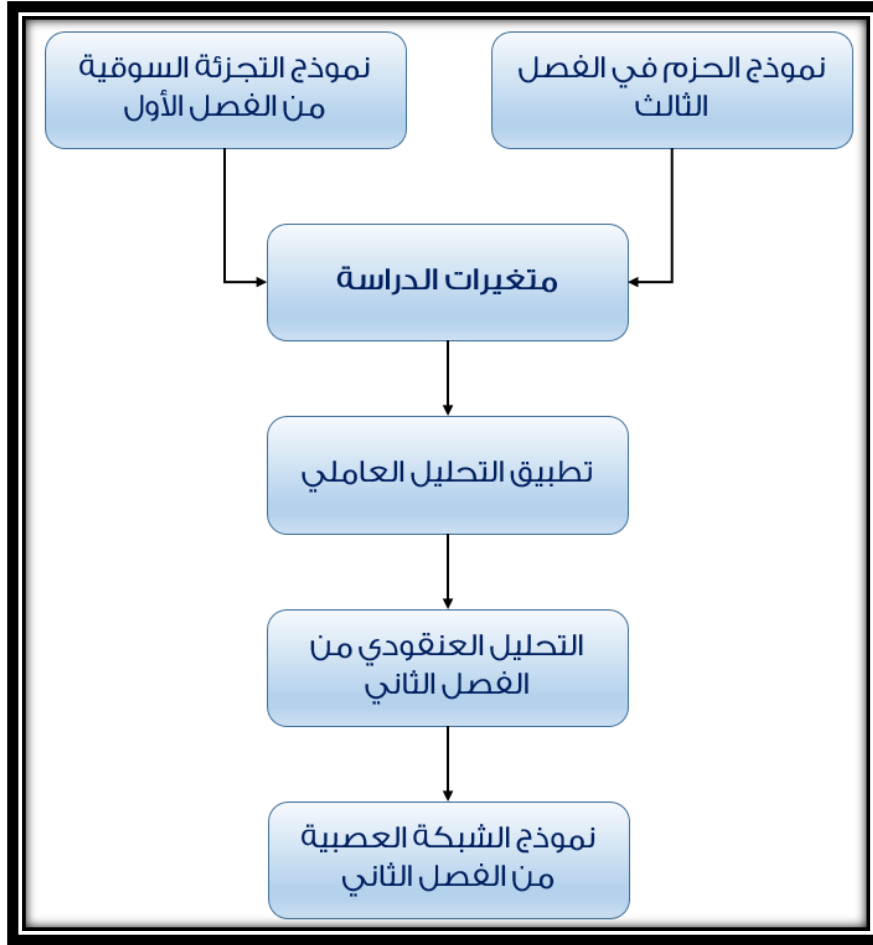 نموذج الحزم في الفصل
الثالث
نموذج التجزئة السوقية
من الفصل الأول
متغيرات الدراسة
تطبيق التحليل العاملي
التحليل العنقودي من
الفصل الثاني
نموذج الشبكة العصبية
من الفصل الثاني